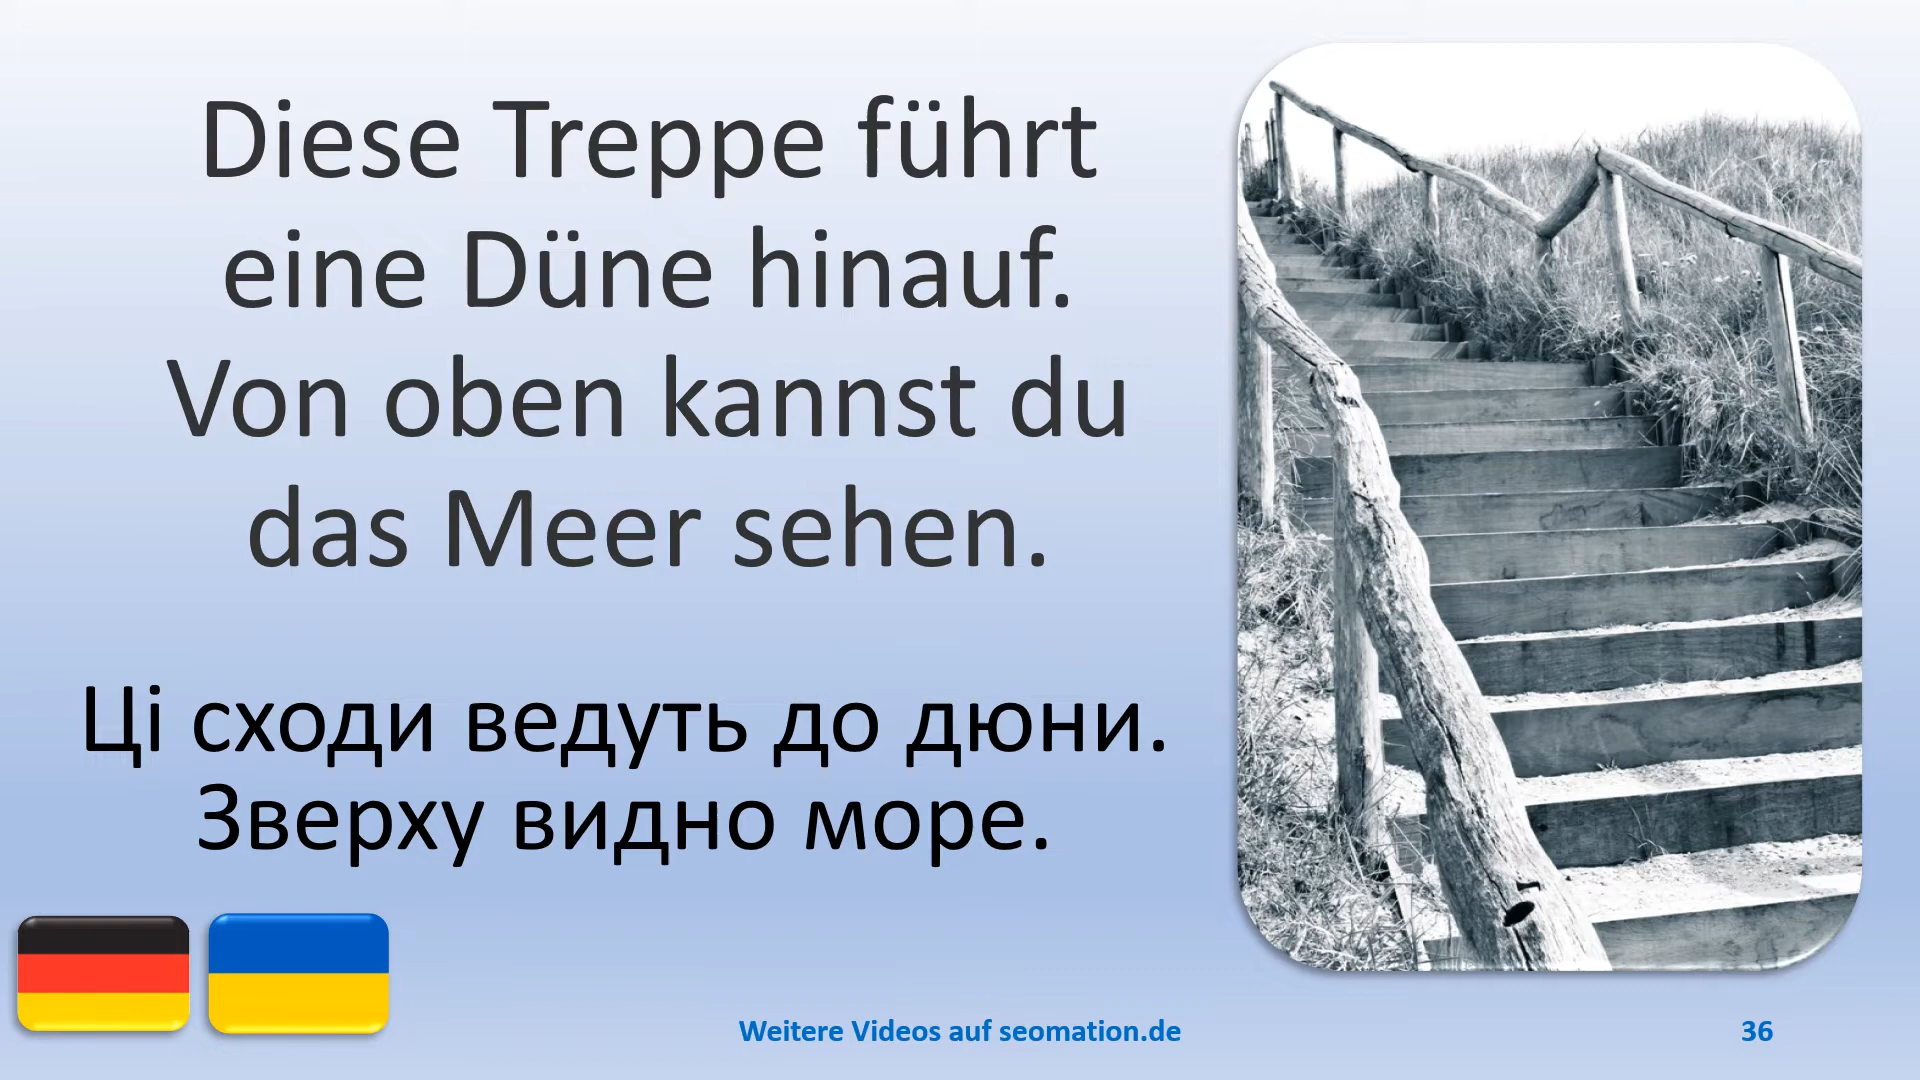 Diese Treppe führt
eine Düne hinauf.
Von oben kannst du
das Meer sehen.
Ці сходи ведуть до дюни.
Зверху видно море.
Weitere Videos auf seomation.de
36